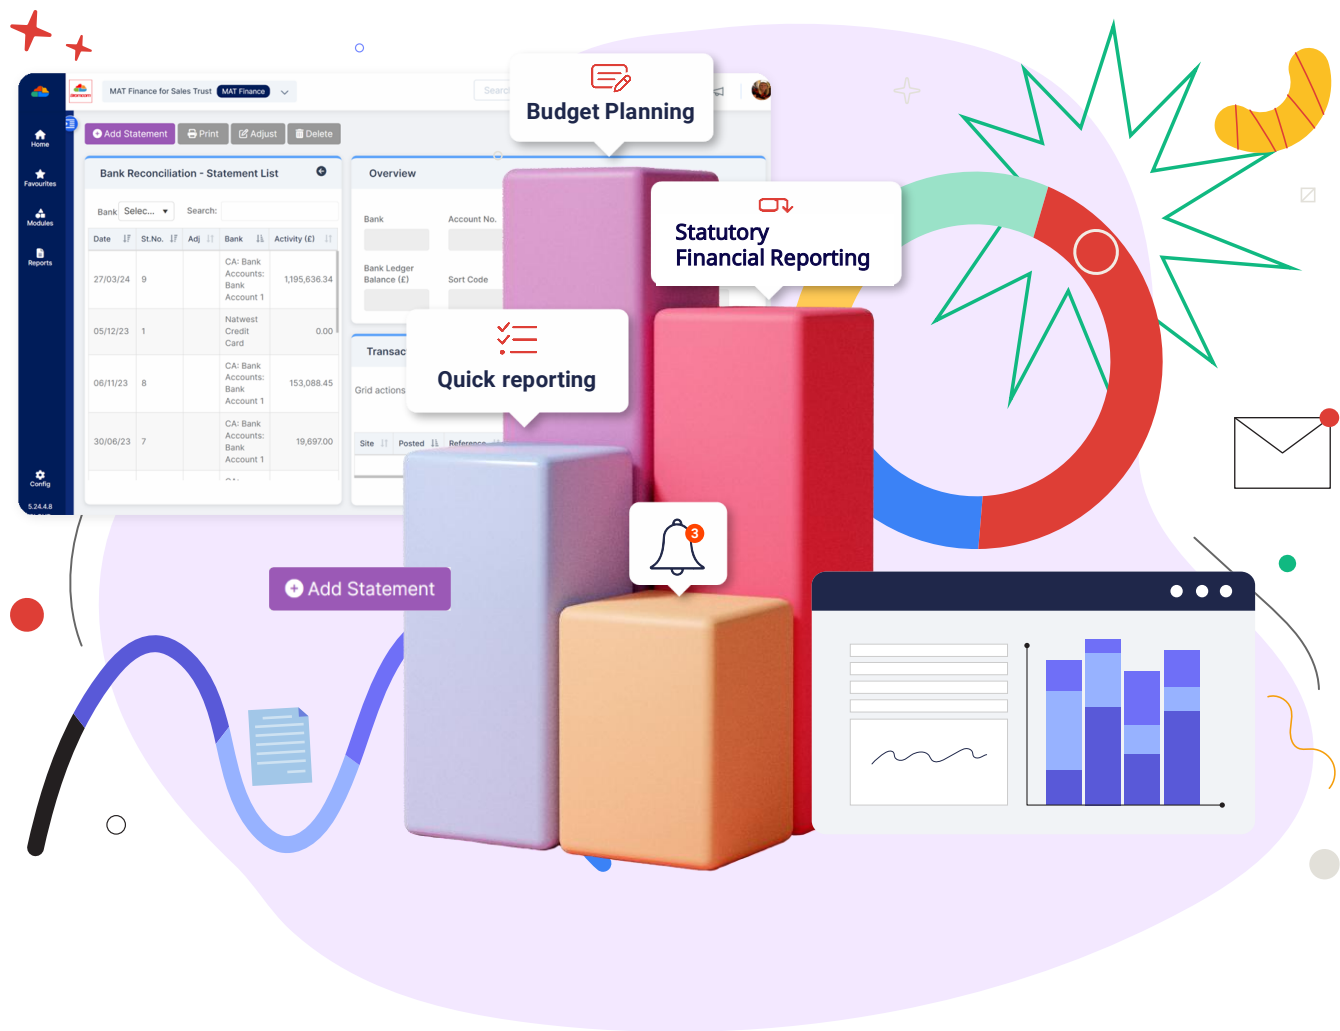 MAT Finance for Sales Trust MAT Finance
Search
Budget Planning
Add Statement Print Adjust Delete
Home
Favourites
Modules
Reports
Config
5.24.4.8
Bank Reconciliation - Statement List
Bank Selec... Search:
Date St.No. Adj Bank Activity (£)
27/03/24 9 CA: Bank Accounts: Bank Account 1 1,195,636.34
05/12/23 1 Natwest Credit Card 0.00
06/11/23 8 CA: Bank Accounts: Bank Account 1 153,088.45
30/06/23 7 CA: Bank Accounts: Bank Account 1 19,697.00
Overview
Bank Account No.
Bank Ledger
Balance (£) Sort Code
Statutory
Financial Reporting
Grid actions
Quick reporting
Site Posted Reference
3
Add Statement